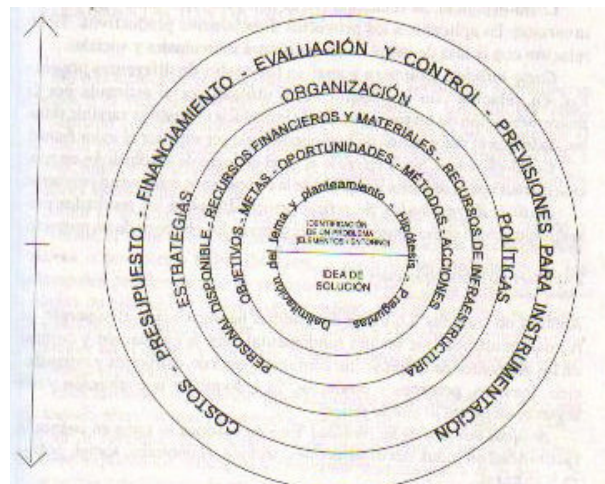 COSTOS - PRESUPUESTO - FINANCIAMIENTO - EVALUACIÓN Y CONTROL - PREVISIONES PARA INSTRUMENTACIÓN
ESTRATEGIAS ORGANIZACIÓN POLÍTICAS
PERSONAL DISPONIBLE - RECURSOS FINANCIEROS Y MATERIALES - RECURSOS DE INFRAESTRUCTURA
OBJETIVOS - METAS - OPORTUNIDADES - MÉTODOS - ACCIONES
Delimitación del tema y planteamiento Hipótesis Preguntas
IDENTIFICACIÓN
DE UN PROBLEMA
(ELEMENTOS Y ENTORNO)
IDEA DE
SOLUCIÓN